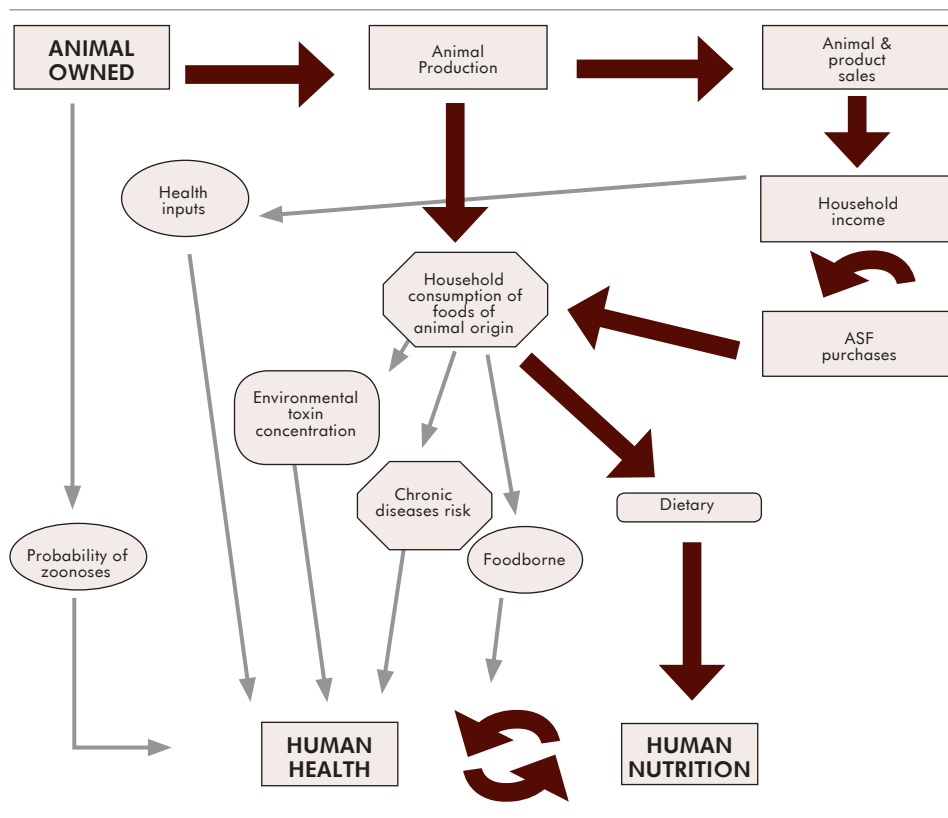 ANIMAL
OWNED
Animal
Production
Animal &
product
sales
Health
inputs
Household
income
Household
consumption of
foods of
animal origin
ASF
purchases
Environmental
toxin
concentration
Chronic
diseases risk
Dietary
Probability of
zoonoses
Foodborne
HUMAN
HEALTH
HUMAN
NUTRITION